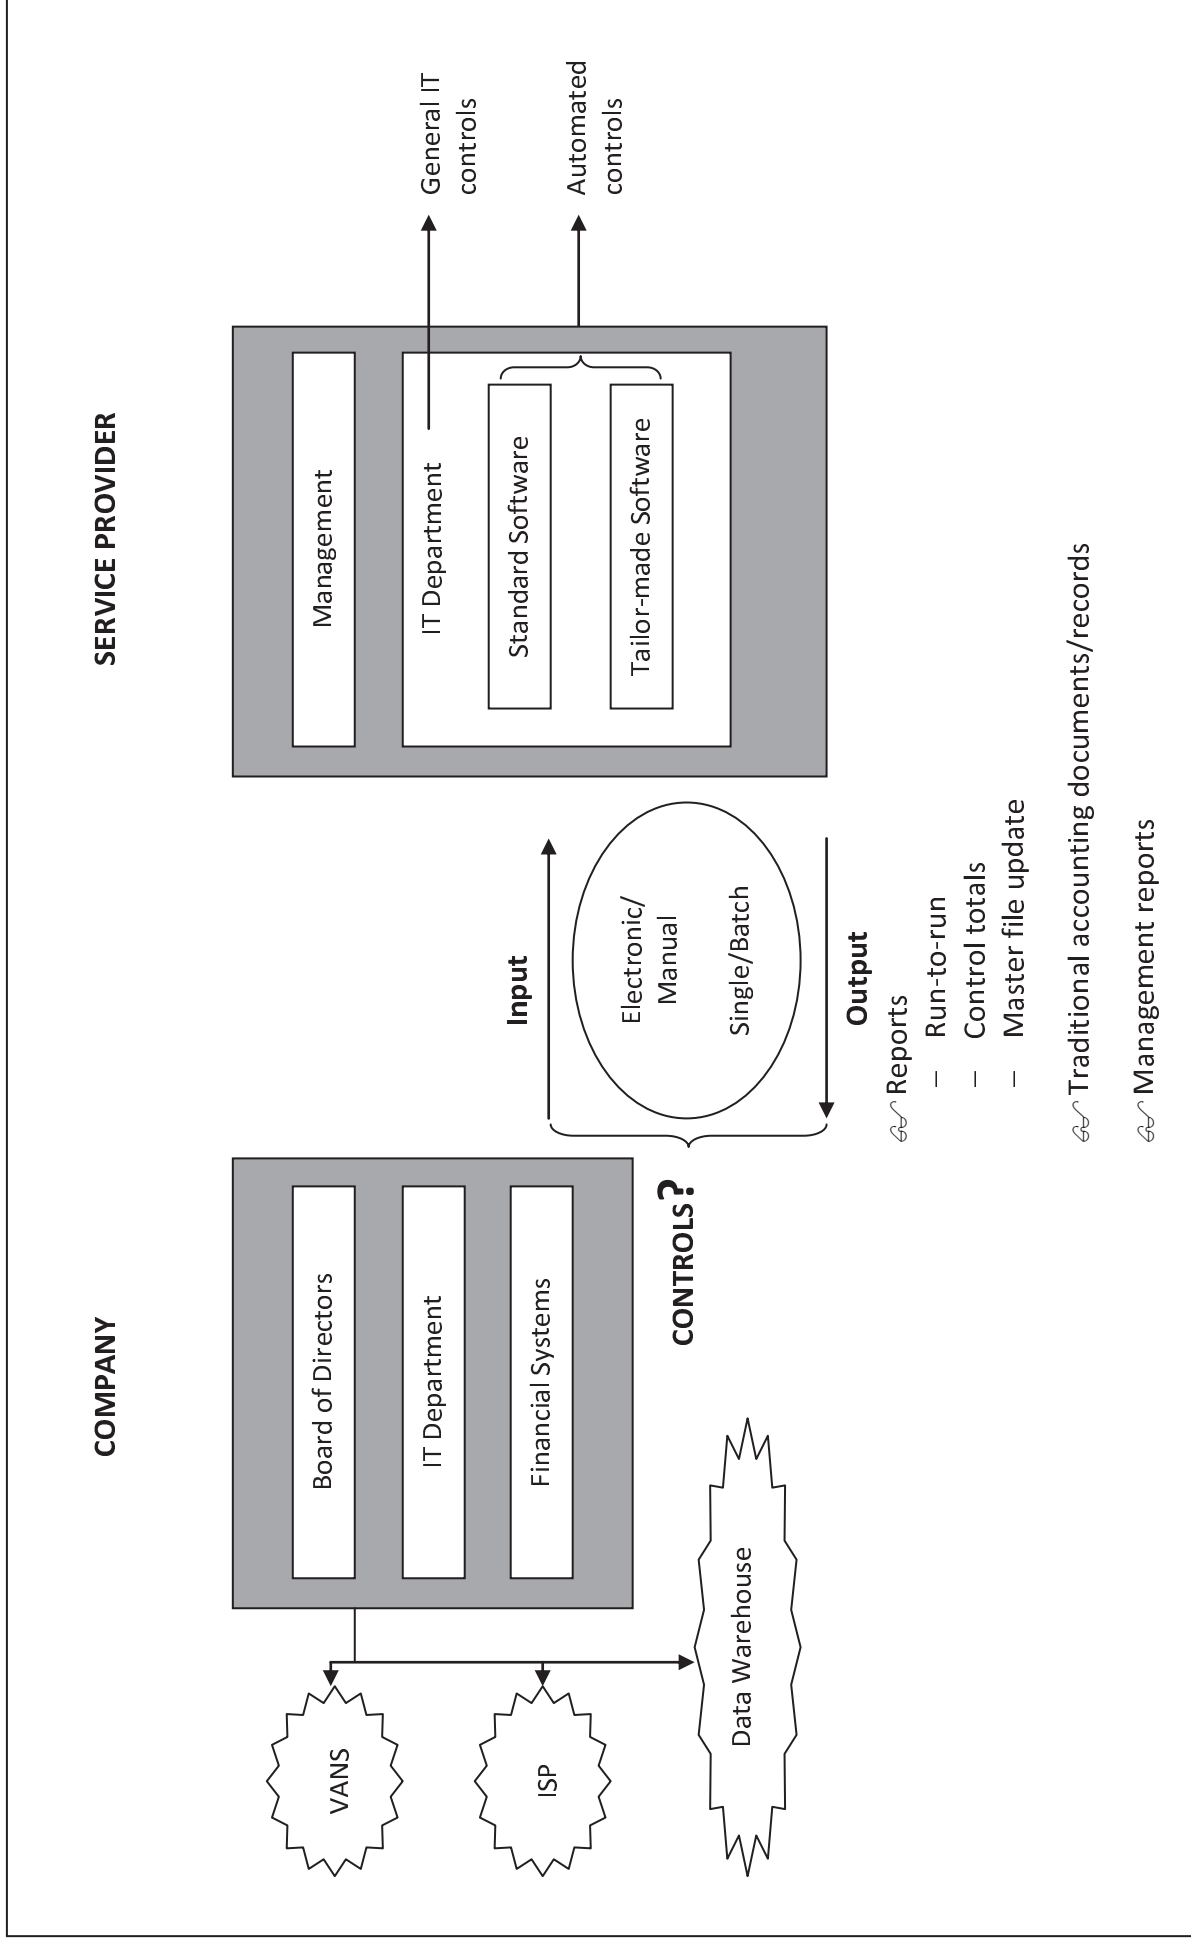 COMPANY
SERVICE PROVIDER
Board of Directors
IT Department
Financial Systems
VANS
ISP
Data Warehouse
CONTROLS?
Input
Electronic/
Manual
Single/Batch
Output
Reports
– Run-to-run
– Control totals
– Master file update
Traditional accounting documents/records
Management reports
Management
IT Department
Standard Software
Tailor-made Software
General IT
controls
Automated
controls